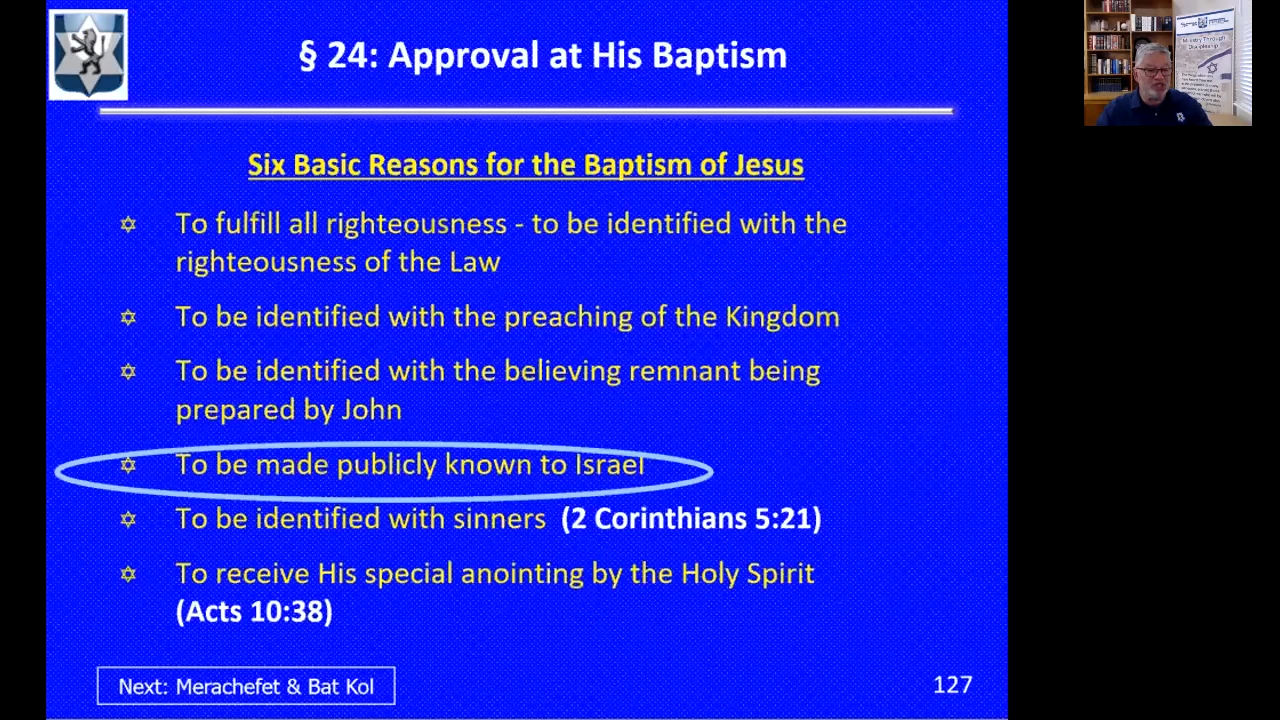 § 24: Approval at His Baptism
Six Basic Reasons for the Baptism of Jesus
To fulfill all righteousness - to be identified with the
righteousness of the Law
To be identified with the preaching of the Kingdom
To be identified with the believing remnant being
prepared by John
To be made publicly known to Israel
To be identified with sinners (2 Corinthians 5:21)
To receive His special anointing by the Holy Spirit
(Acts 10:38)
Next: Merachefet & Bat Kol
127
Ministry Through
Discipleship